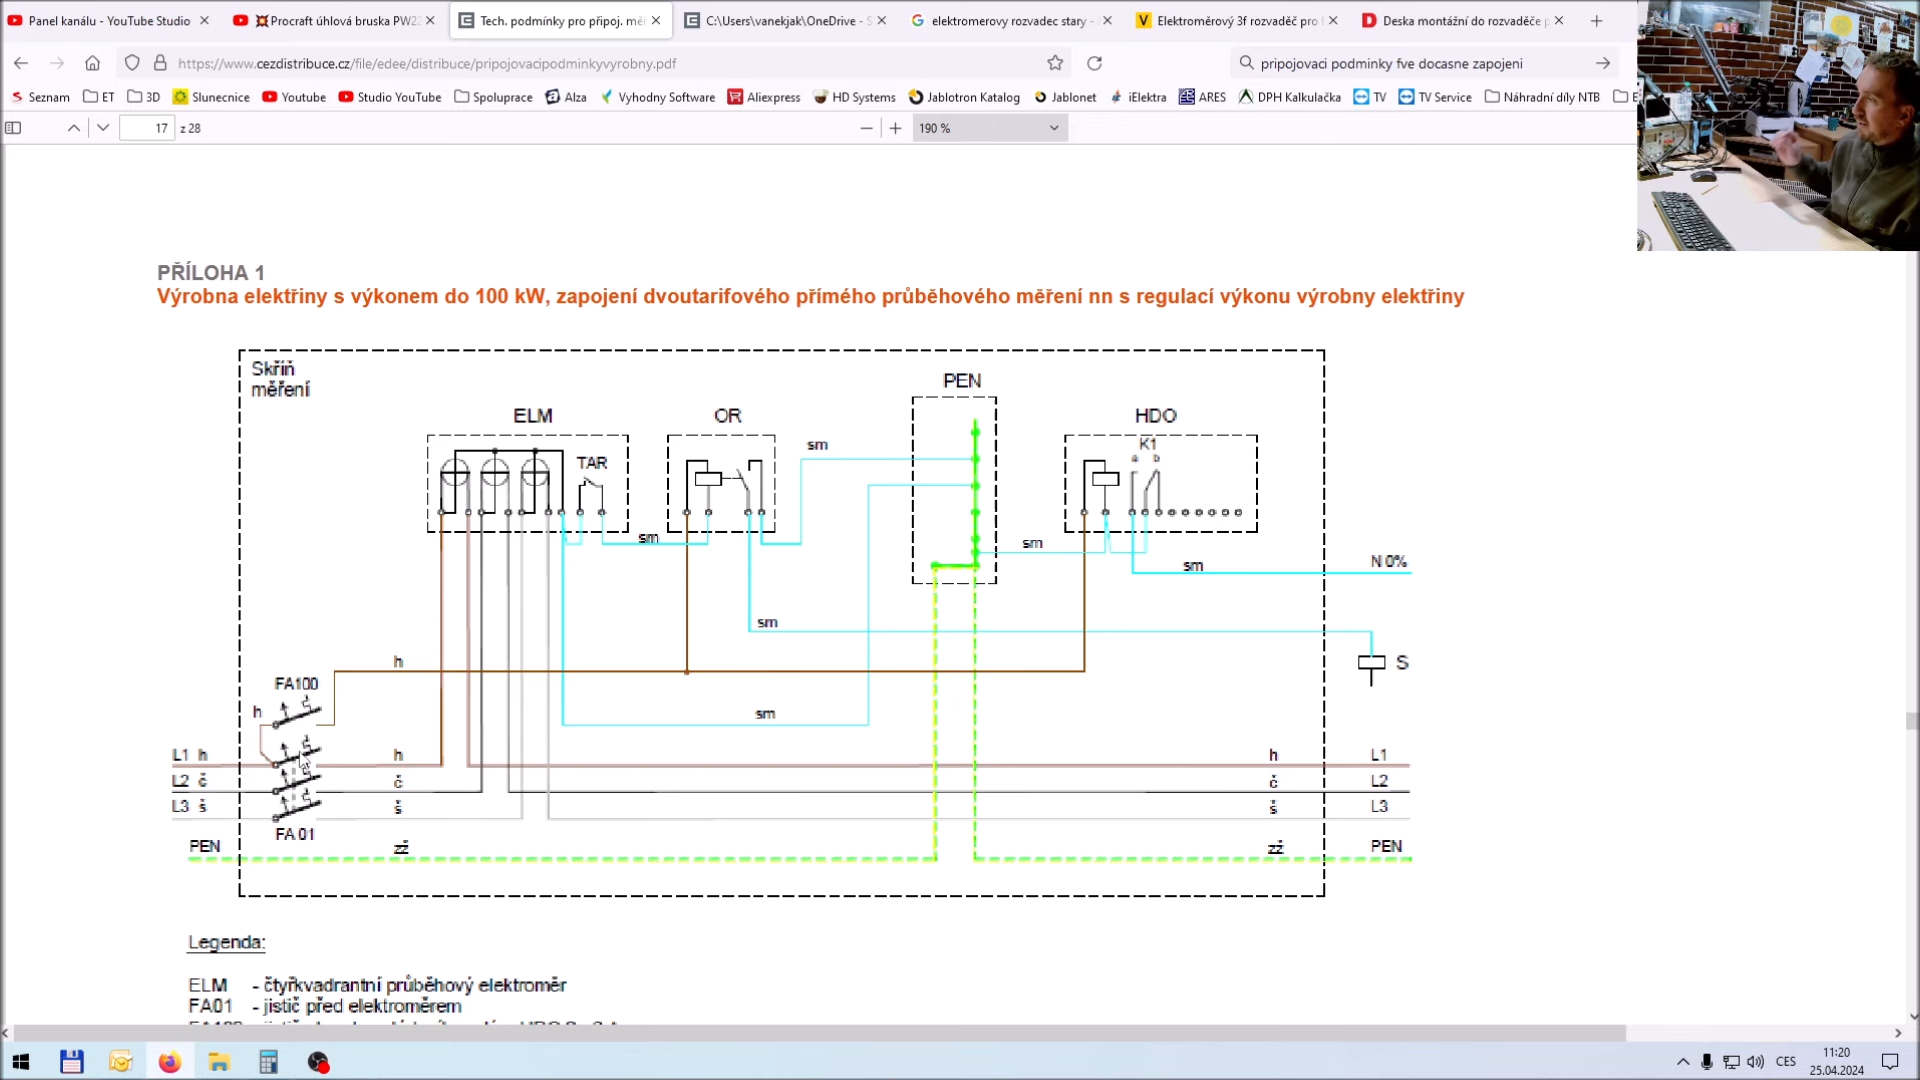 Panel kanálu - YouTube Studio
Procraft úhlová bruska PW22
Tech. podmínky pro připoj. mě
C:\Users\vanekjak\OneDrive - S
elektromerovy rozvadec stary -
Elektroměrový 3f rozvaděč pro
Deska montážní do rozvaděče p
https://www.cezdistribuce.cz/file/edee/distribuce/pripojovacipodminkyvyrobny.pdf
pripojovaci podminky fve docasne zapojeni
Seznam
ET
3D
Slunecnice
Youtube
Studio YouTube
Spoluprace
Alza
Vyhodny Software
Aliexpress
HD Systems
Jablotron Katalog
Jablonet
iElektra
ARES
DPH Kalkulačka
TV
TV Service
Náhradní díly NTB
17 z 28
190 %
PŘÍLOHA 1
Výrobna elektřiny s výkonem do 100 kW, zapojení dvoutarifového přímého průběhového měření nn s regulací výkonu výrobny elektřiny
Skříň
měření
PEN
ELM
OR
HDO
sm
K1
a b
TAR
sm
sm
N 0%
sm
sm
h
S
FA100
h
sm
L1 h h h L1
L2 č č č L2
L3 š š š L3
FA01
PEN zž zž PEN
Legenda:
ELM - čtyřkvadrantní průběhový elektroměr
FA01 - jistič před elektroměrem
CES
11:20
25.04.2024